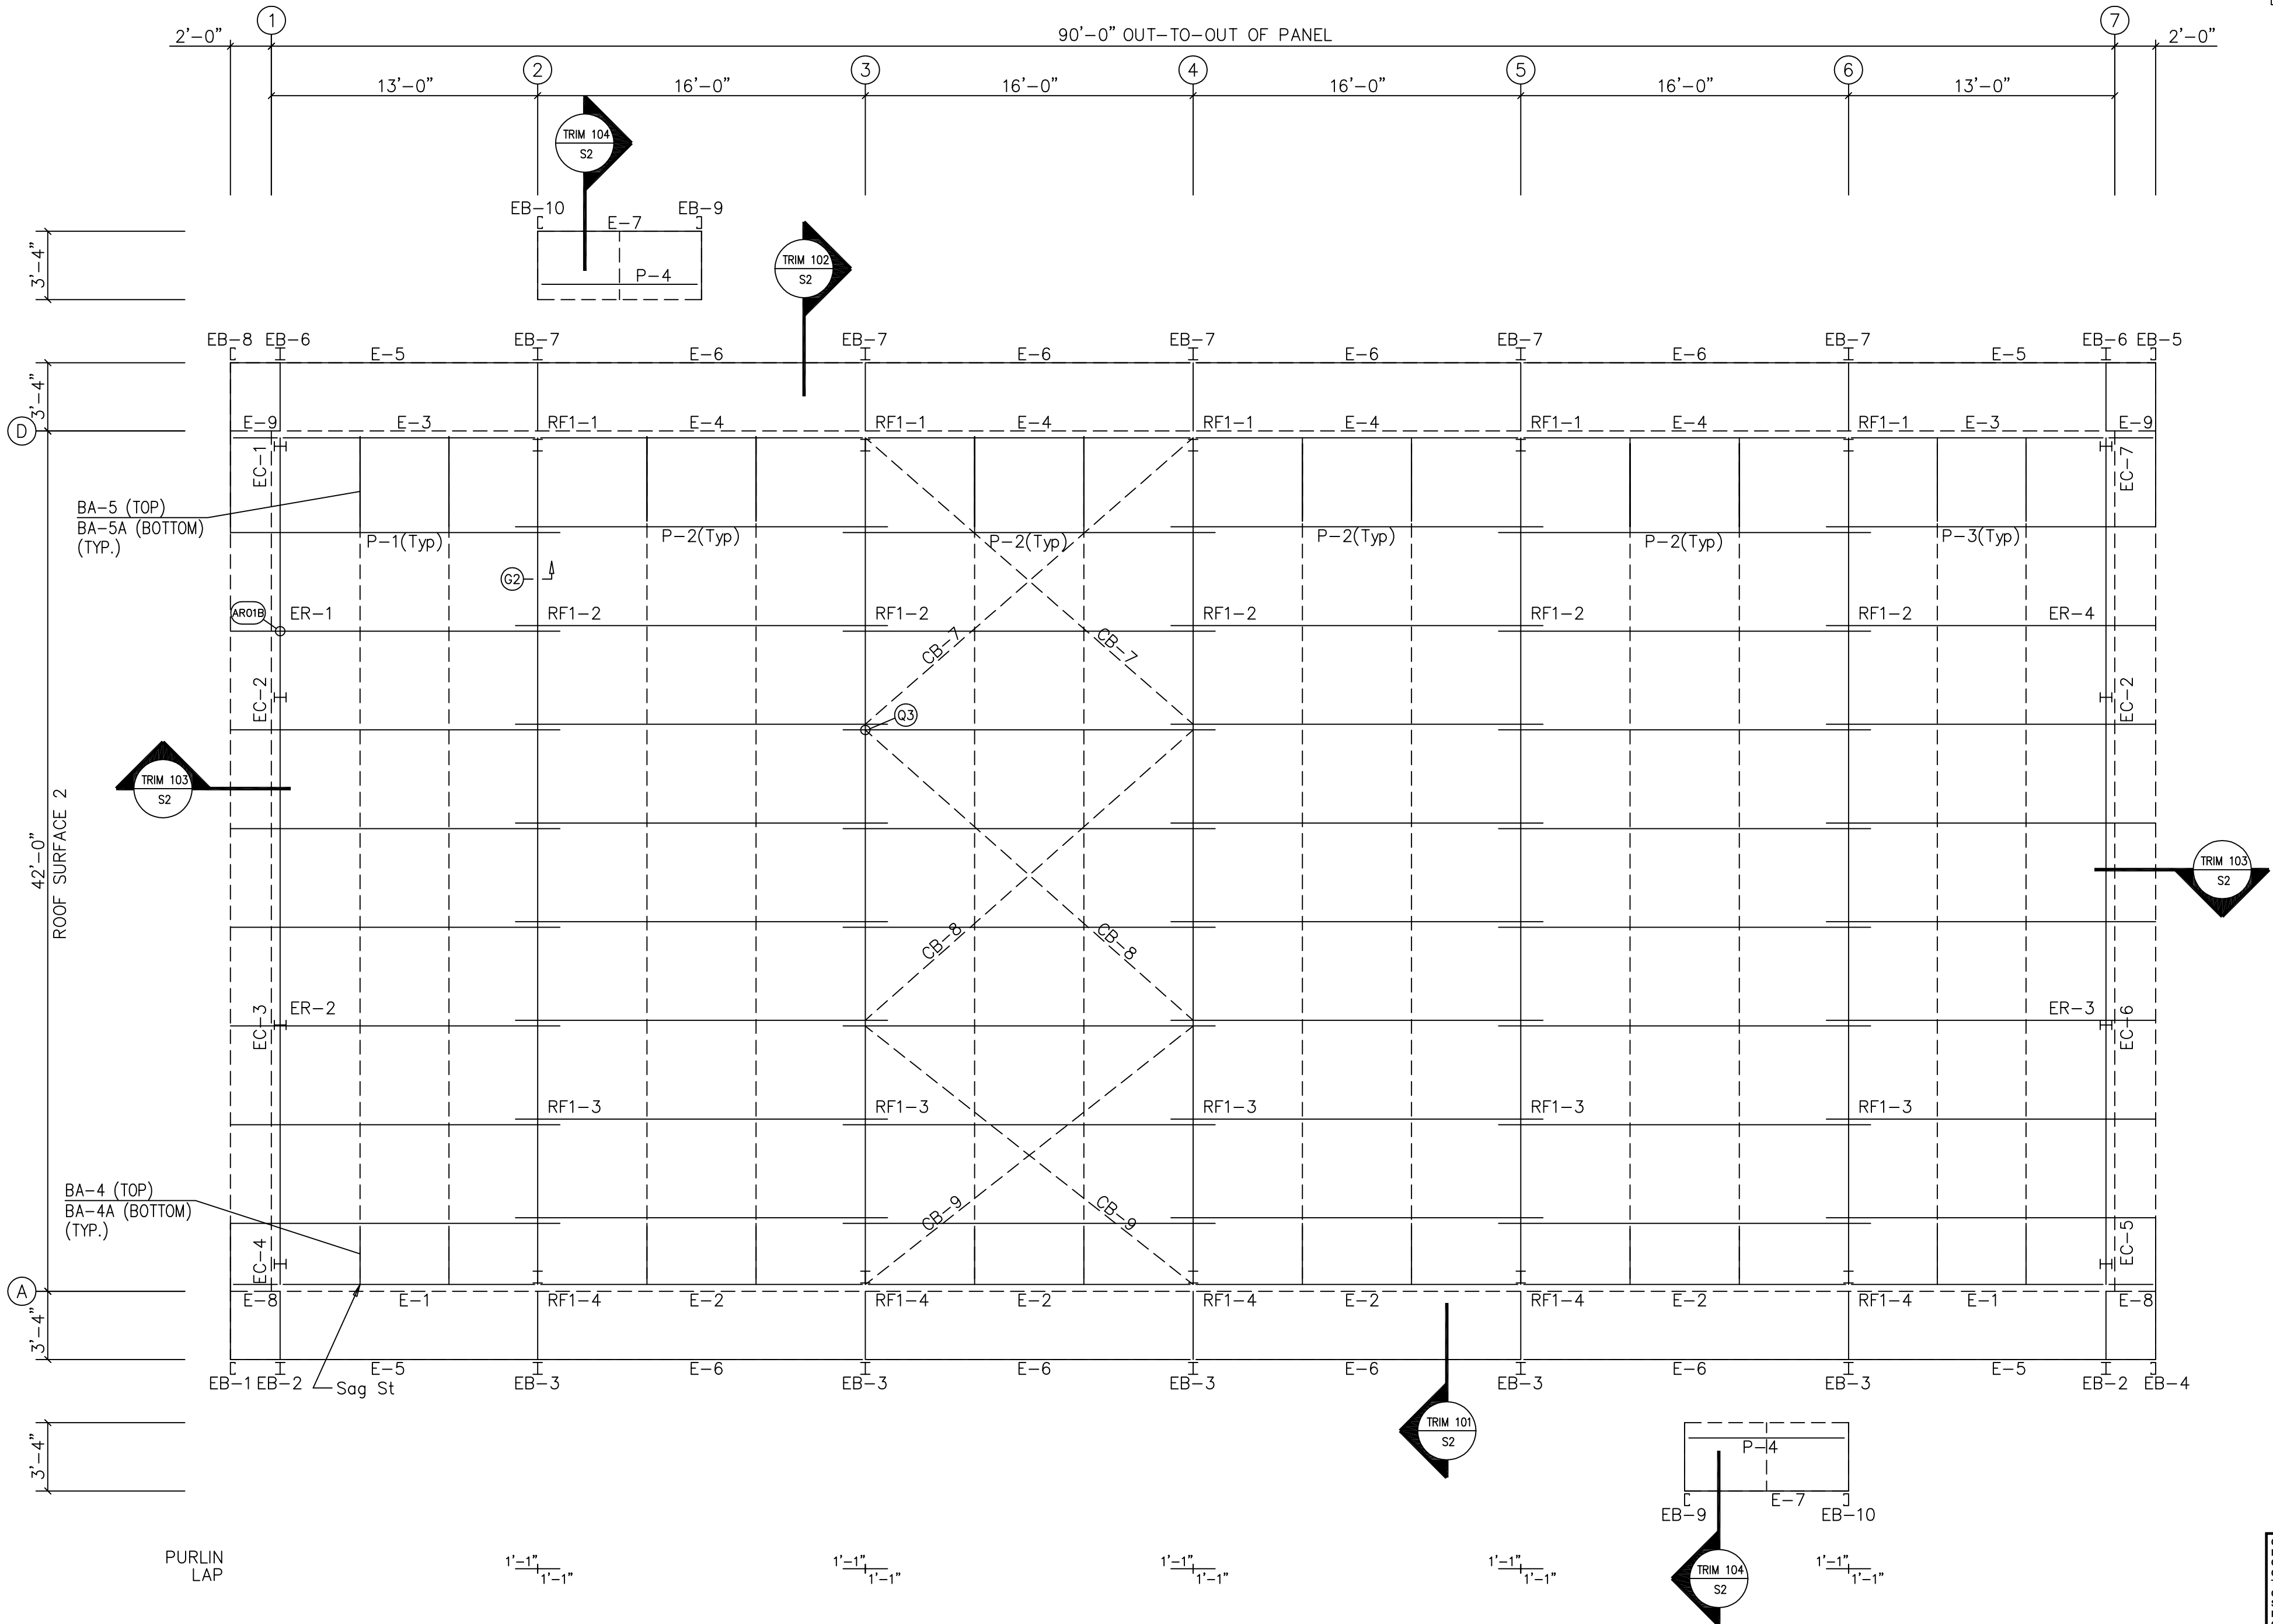 1
7
2'-0"
90'-0" OUT-TO-OUT OF PANEL
2'-0"
2
3
4
5
6
13'-0"
16'-0"
16'-0"
16'-0"
16'-0"
13'-0"
TRIM 104
S2
EB-10
E-7
EB-9
3'-4"
P-4
TRIM 102
S2
EB-8
EB-6
E-5
EB-7
E-6
EB-7
E-6
EB-7
E-6
EB-7
E-6
EB-7
E-5
EB-6
EB-5
3'-4"
D
E-9
E-3
RF1-1
E-4
RF1-1
E-4
RF1-1
E-4
RF1-1
E-4
RF1-1
E-3
E-9
EC-1
EC-7
BA-5 (TOP)
BA-5A (BOTTOM)
(TYP.)
P-1(Typ)
P-2(Typ)
P-2(Typ)
P-2(Typ)
P-2(Typ)
P-3(Typ)
G2
AR01B
ER-1
RF1-2
RF1-2
RF1-2
RF1-2
RF1-2
ER-4
CB-7
CB-7
EC-2
EC-2
Q3
TRIM 103
S2
42'-0"
ROOF SURFACE 2
TRIM 103
S2
CB-8
CB-8
EC-3
ER-2
ER-3
EC-6
RF1-3
RF1-3
RF1-3
RF1-3
RF1-3
BA-4 (TOP)
BA-4A (BOTTOM)
(TYP.)
CB-9
CB-9
EC-4
EC-5
A
E-8
E-1
RF1-4
E-2
RF1-4
E-2
RF1-4
E-2
RF1-4
E-2
RF1-4
E-1
E-8
3'-4"
EB-1
EB-2
E-5
Sag St
EB-3
E-6
EB-3
E-6
EB-3
E-6
EB-3
E-6
EB-3
E-5
EB-2
EB-4
TRIM 101
S2
3'-4"
P-4
EB-9
E-7
EB-10
PURLIN
LAP
1'-1"
1'-1"
1'-1"
1'-1"
1'-1"
1'-1"
1'-1"
1'-1"
1'-1"
1'-1"
TRIM 104
S2